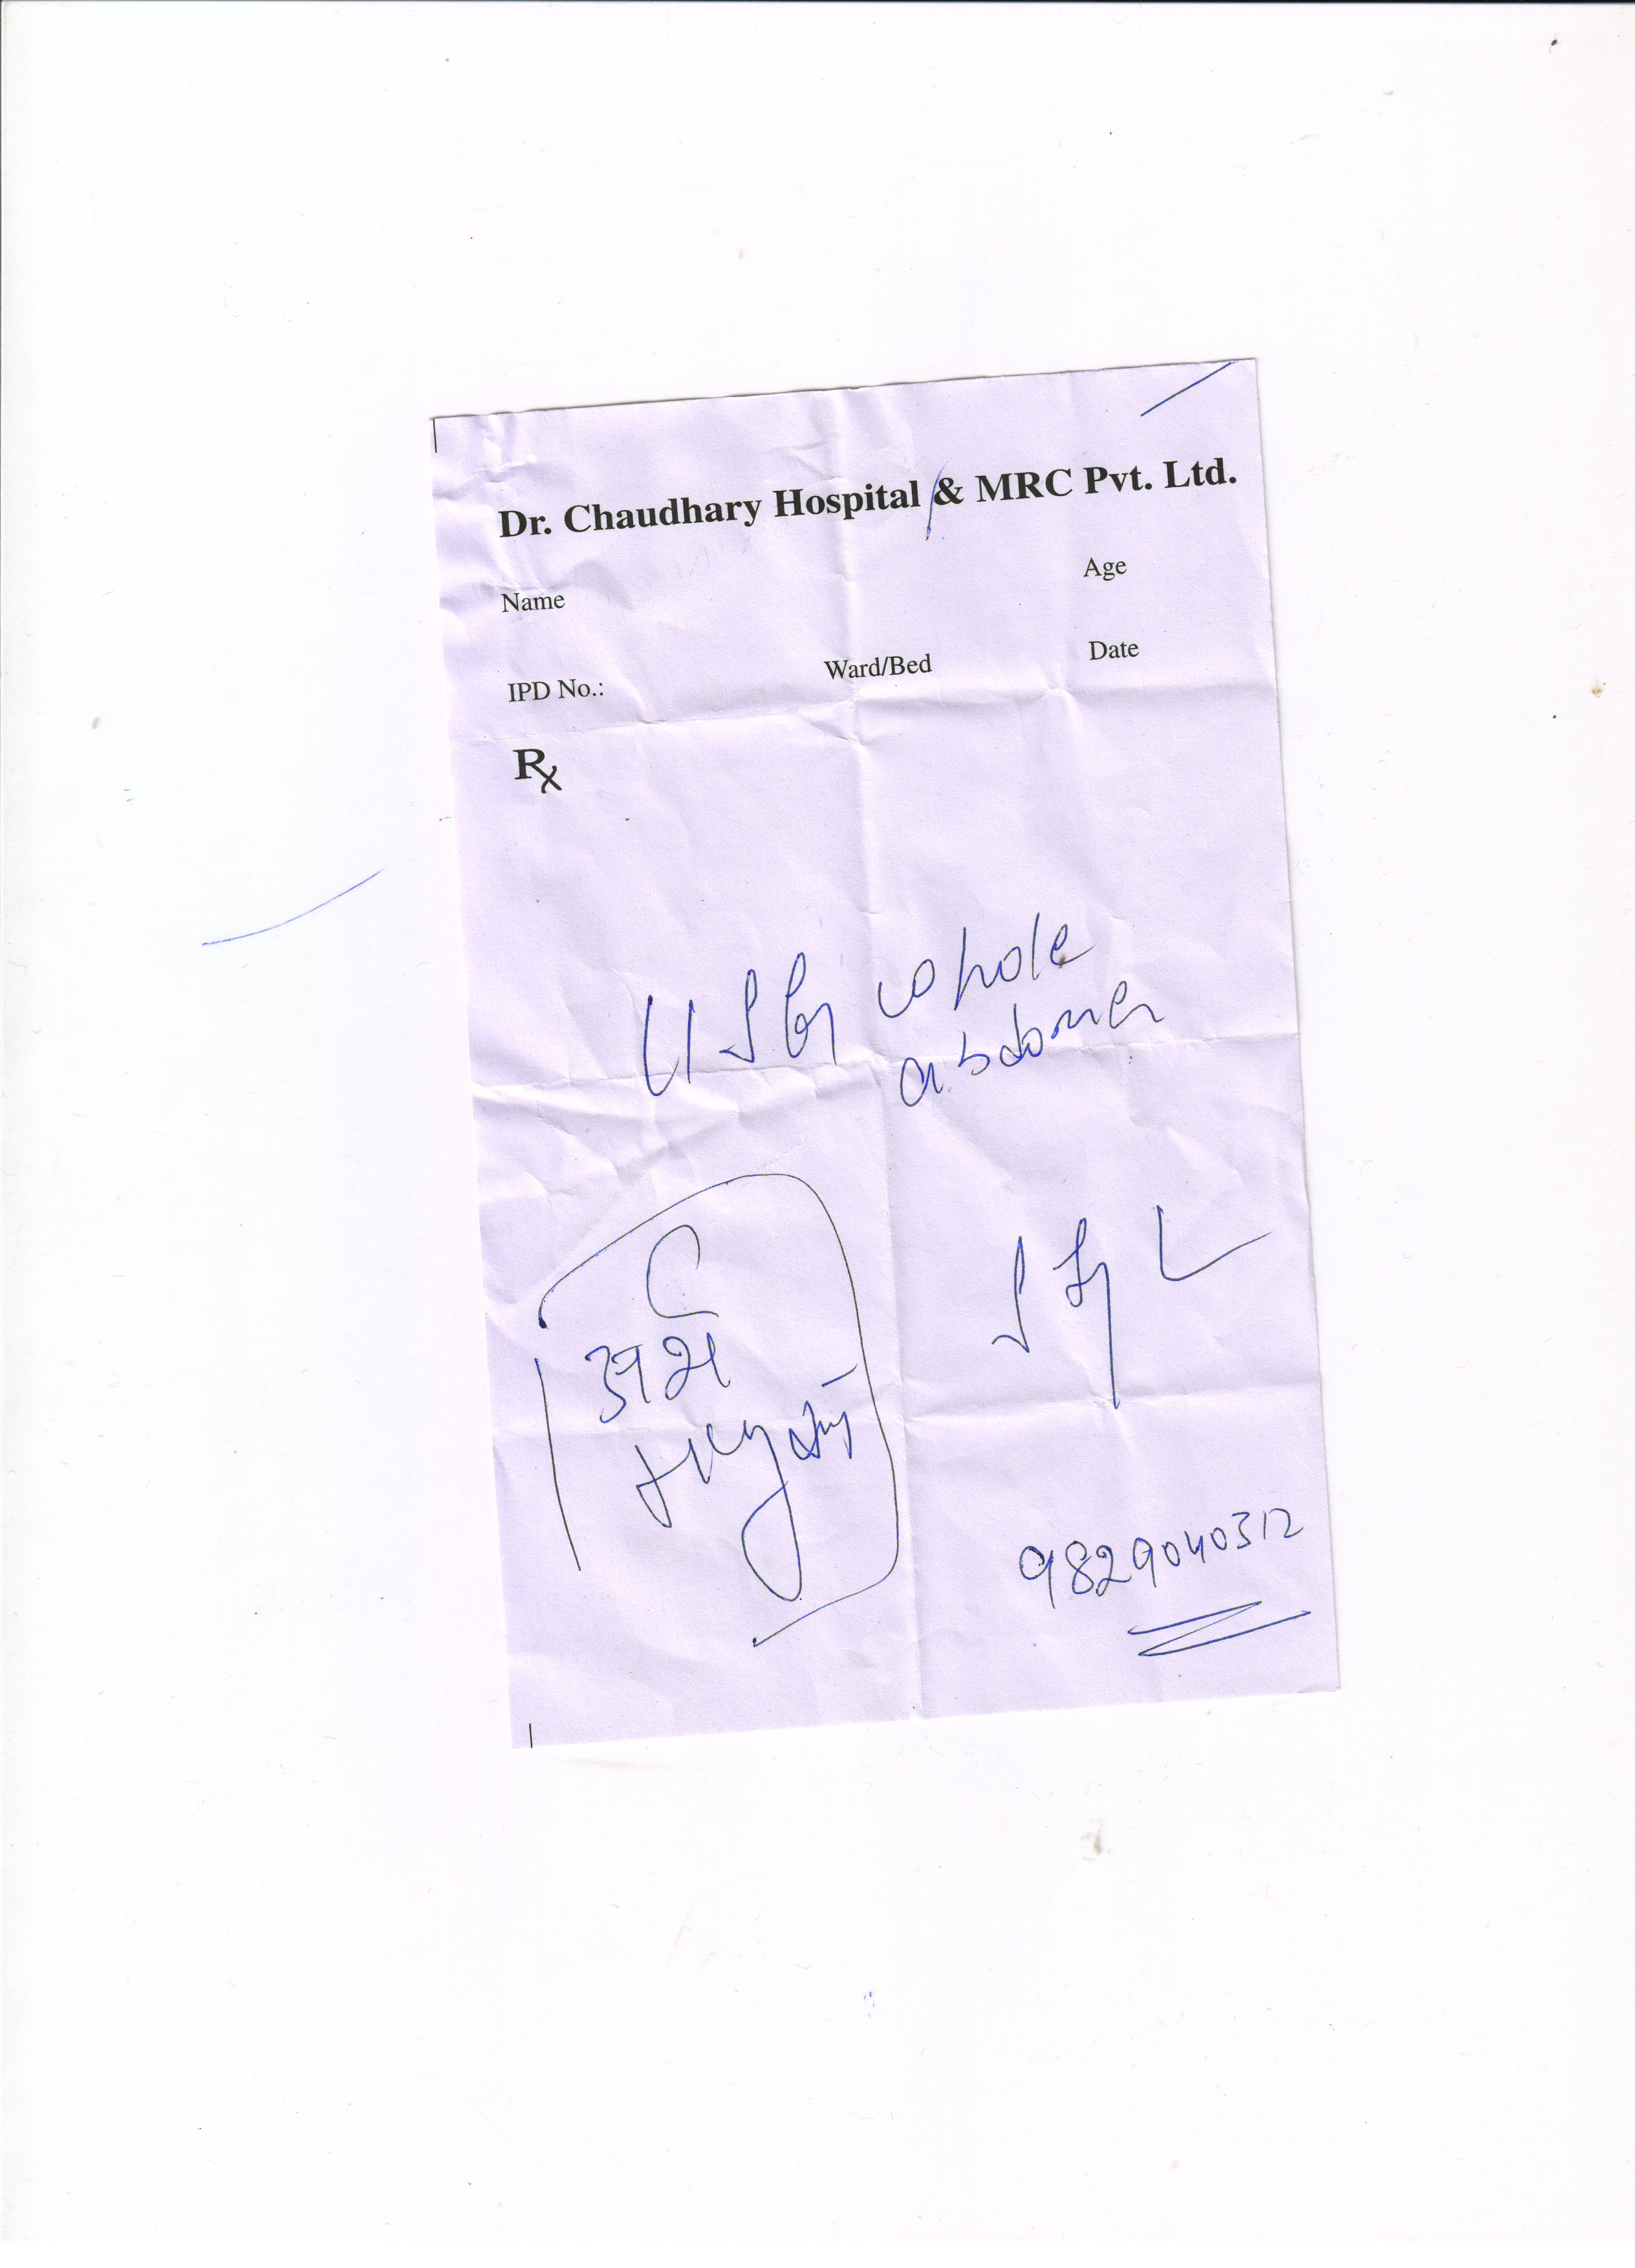 Dr. Chaudhary Hospital & MRC Pvt. Ltd.
Name Age
IPD No.: Ward/Bed Date
Rx
USG whole
abdomen
9829040312